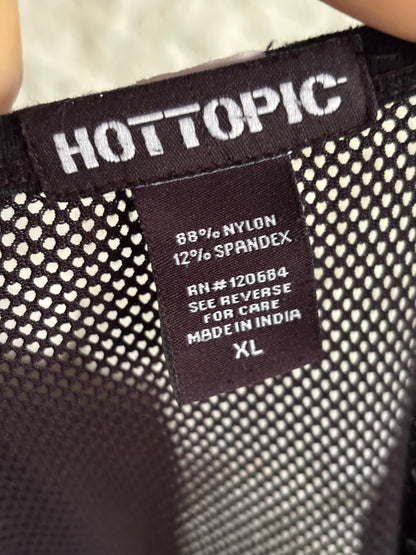 HOTTOPIC
88% NYLON
12% SPANDEX
RN# 120684
SEE REVERSE
FOR CARE
MADE IN INDIA
XL